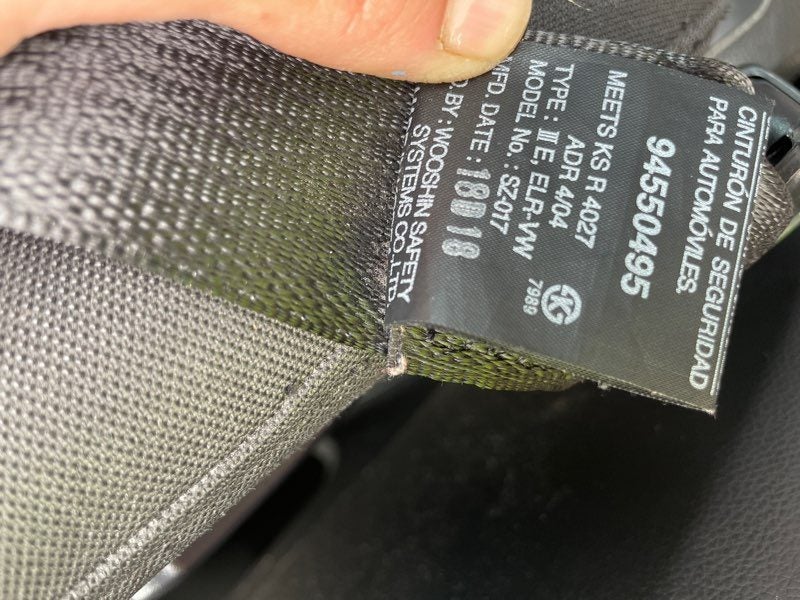 CINTURÓN DE SEGURIDAD
PARA AUTOMÓVILES.
94550495
MEETS KS R 4027
ADR 4/04
TYPE : III E, ELR-VW
MODEL No. : SZ-017
MFD. DATE : 18D18
D. BY : WOOSHIN SAFETY
SYSTEMS CO., LTD.
K
7989